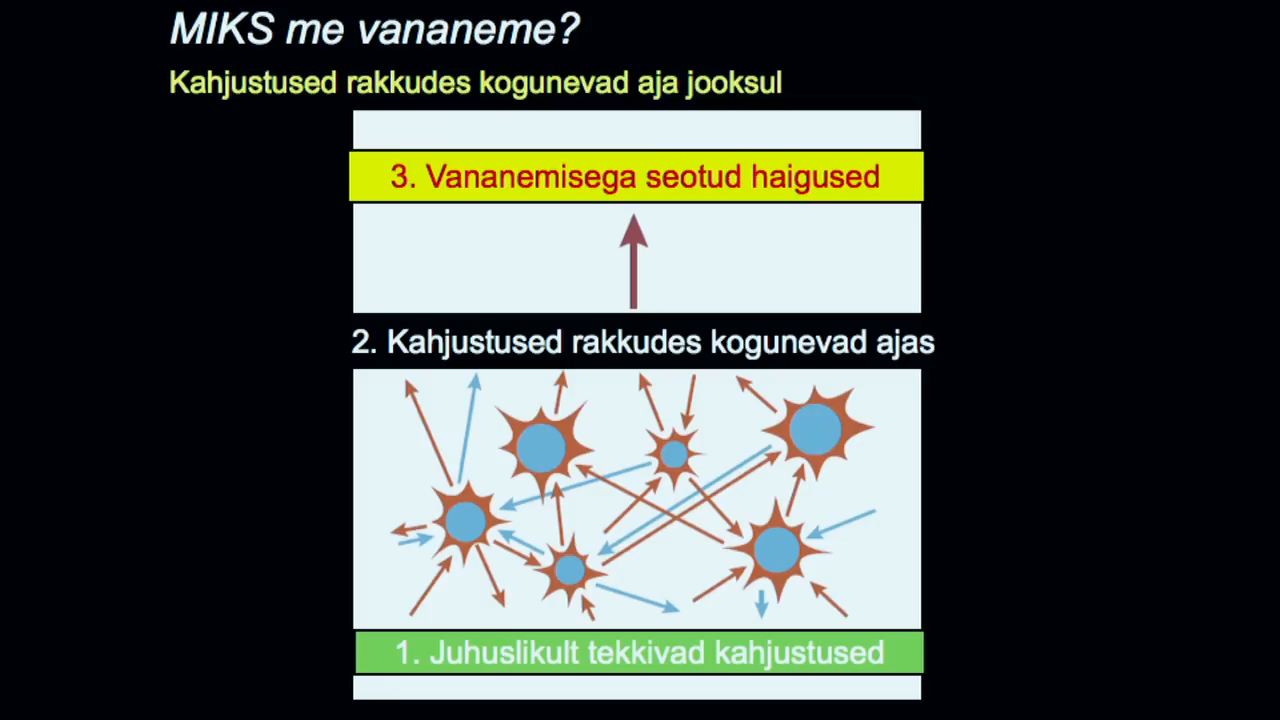 MIKS me vananeme?
Kahjustused rakkudes kogunevad aja jooksul
3. Vananemisega seotud haigused
2. Kahjustused rakkudes kogunevad ajas
1. Juhuslikult tekkivad kahjustused